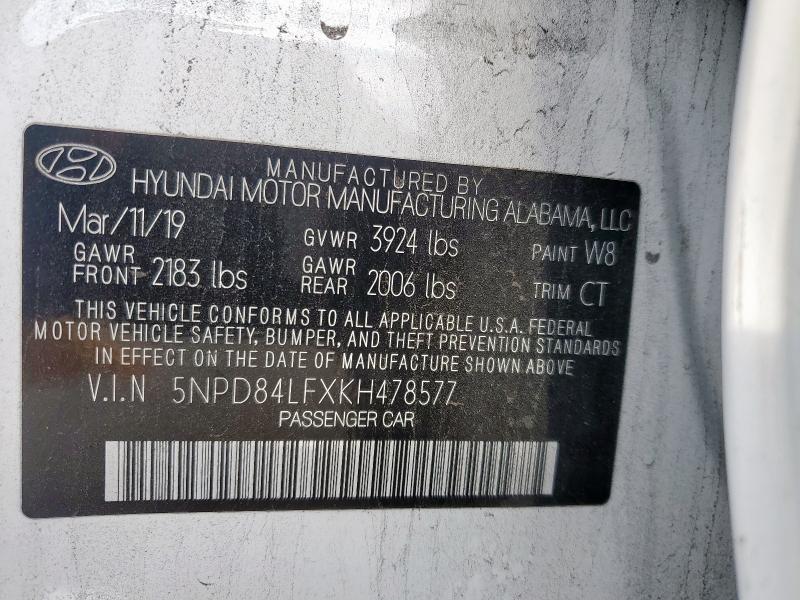 MANUFACTURED BY
HYUNDAI MOTOR MANUFACTURING ALABAMA, LLC
Mar/11/19 GVWR 3924 lbs PAINT W8
GAWR FRONT 2183 lbs GAWR REAR 2006 lbs TRIM CT
THIS VEHICLE CONFORMS TO ALL APPLICABLE U.S.A. FEDERAL
MOTOR VEHICLE SAFETY, BUMPER, AND THEFT PREVENTION STANDARDS
IN EFFECT ON THE DATE OF MANUFACTURE SHOWN ABOVE
V.I.N 5NPD84LFXKH478577
PASSENGER CAR